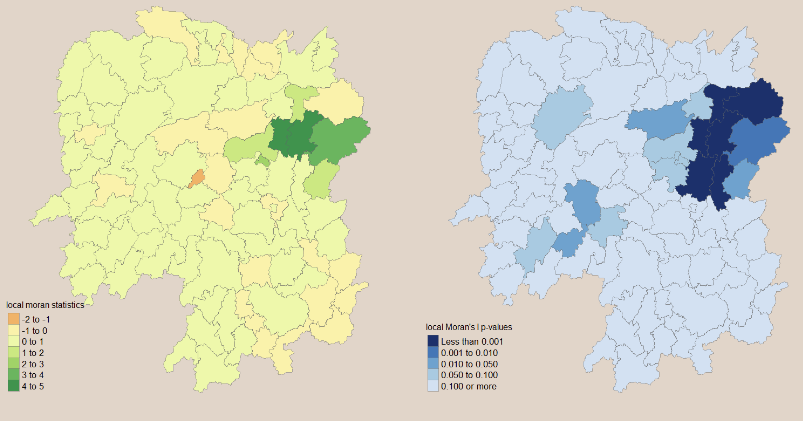 local moran statistics
-2 to -1
-1 to 0
0 to 1
1 to 2
2 to 3
3 to 4
4 to 5
local Moran's I p-values
Less than 0.001
0.001 to 0.010
0.010 to 0.050
0.050 to 0.100
0.100 or more